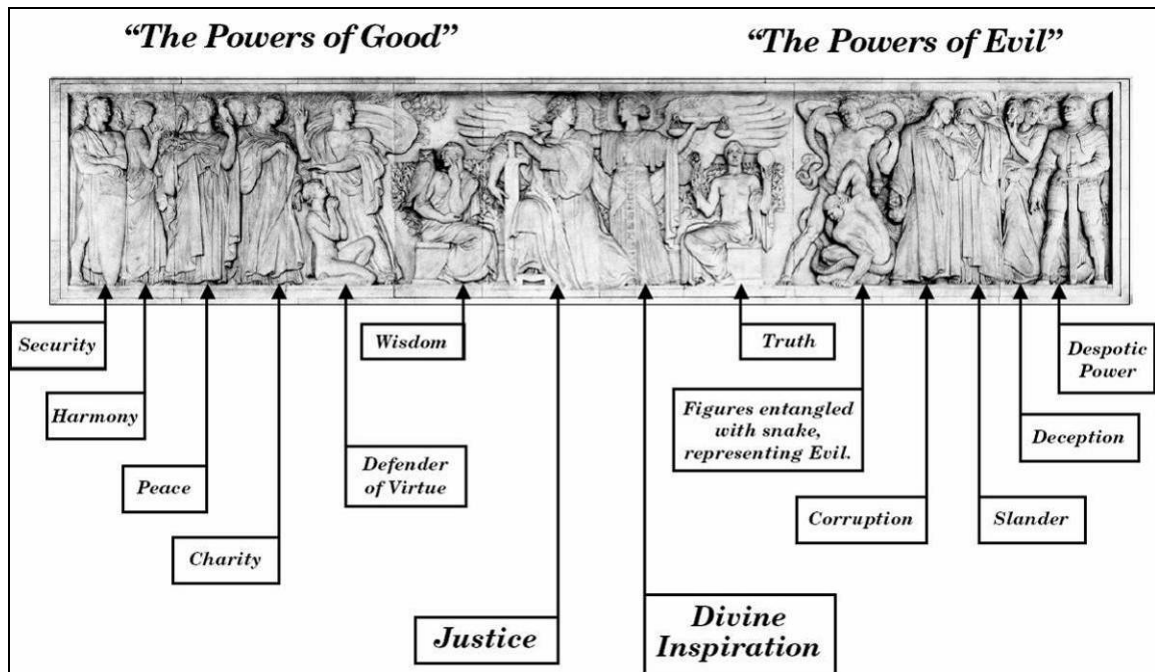 “The Powers of Good”
“The Powers of Evil”
Security
Harmony
Peace
Charity
Defender
of Virtue
Wisdom
Justice
Divine
Inspiration
Truth
Figures entangled
with snake,
representing Evil.
Corruption
Slander
Deception
Despotic
Power